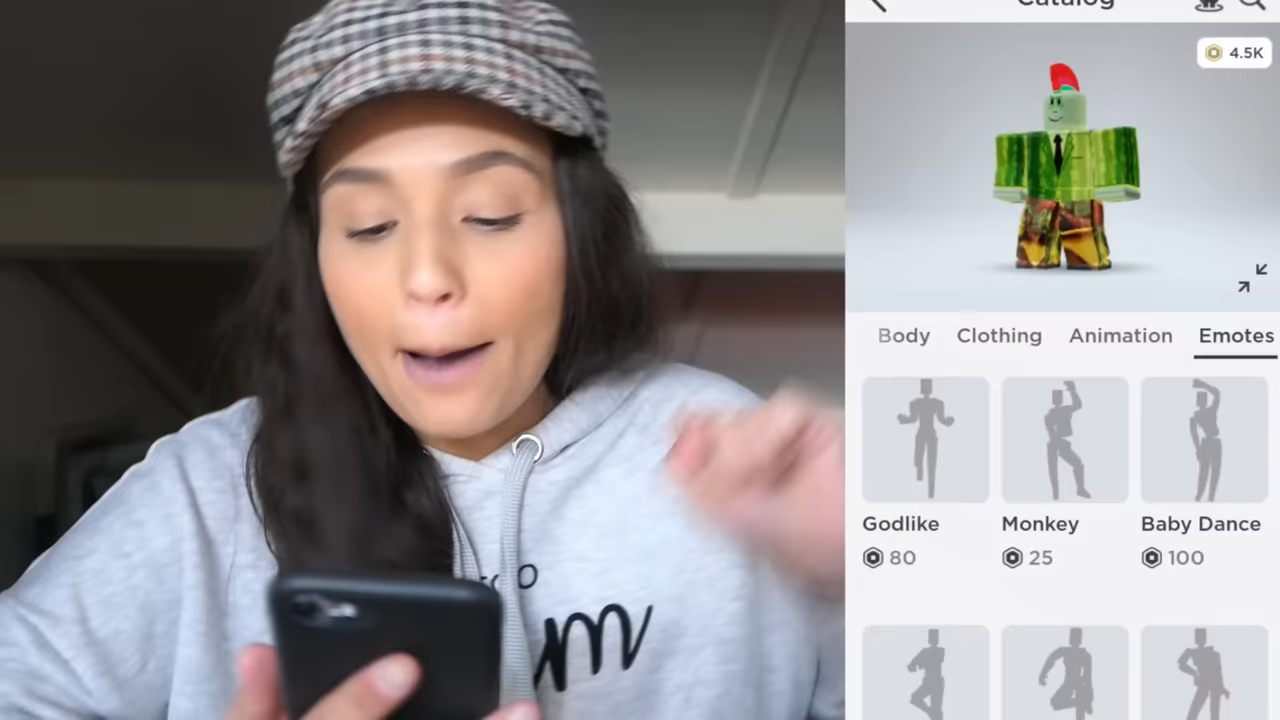 Catalog
4.5K
Body Clothing Animation Emotes
Godlike Monkey Baby Dance
80 25 100
m